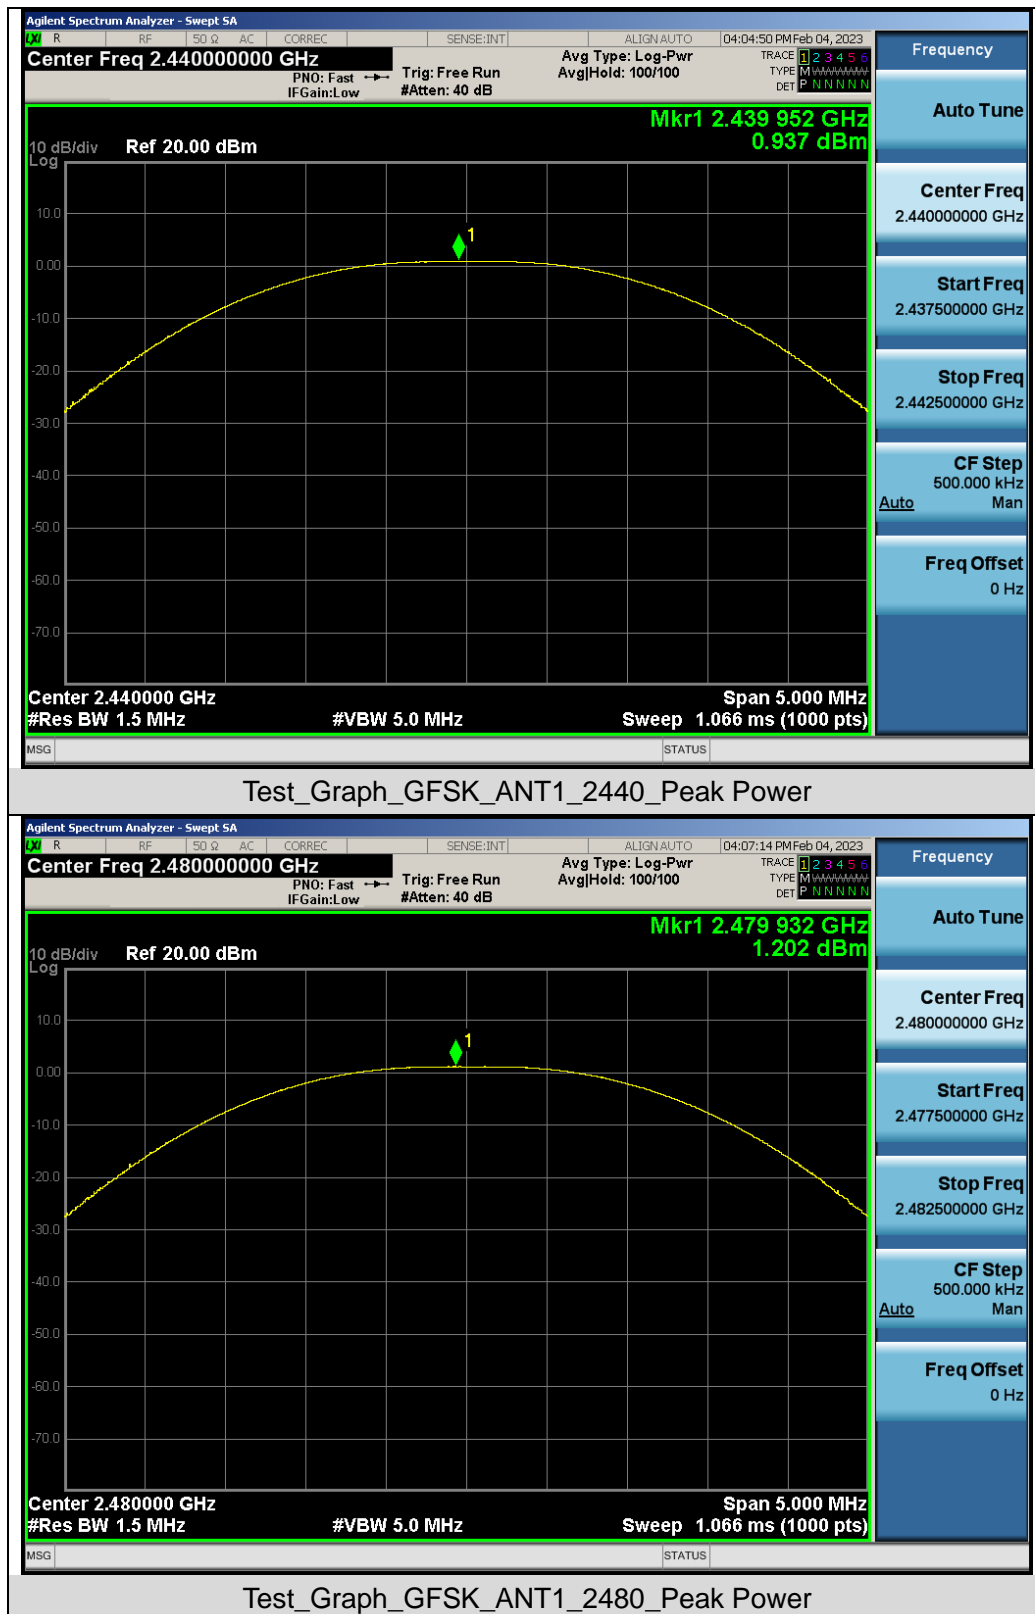 Agilent Spectrum Analyzer - Swept SA
LXI R RF 50 Ω AC CORREC SENSE:INT ALIGN AUTO 04:04:50 PM Feb 04, 2023
Center Freq 2.440000000 GHz
PNO: Fast
IFGain:Low
Trig: Free Run
#Atten: 40 dB
Avg Type: Log-Pwr
Avg|Hold: 100/100
TRACE 1 2 3 4 5 6
TYPE M WWWWW
DET P N N N N N
Frequency
Mkr1 2.439 952 GHz
0.937 dBm
10 dB/div Ref 20.00 dBm
Log
10.0
0.00
-10.0
-20.0
-30.0
-40.0
-50.0
-60.0
-70.0
1
Center 2.440000 GHz
Span 5.000 MHz
#Res BW 1.5 MHz
#VBW 5.0 MHz
Sweep 1.066 ms (1000 pts)
Auto Tune
Center Freq
2.440000000 GHz
Start Freq
2.437500000 GHz
Stop Freq
2.442500000 GHz
CF Step
500.000 kHz
Auto Man
Freq Offset
0 Hz
MSG STATUS
Test_Graph_GFSK_ANT1_2440_Peak Power
Agilent Spectrum Analyzer - Swept SA
LXI R RF 50 Ω AC CORREC SENSE:INT ALIGN AUTO 04:07:14 PM Feb 04, 2023
Center Freq 2.480000000 GHz
PNO: Fast
IFGain:Low
Trig: Free Run
#Atten: 40 dB
Avg Type: Log-Pwr
Avg|Hold: 100/100
TRACE 1 2 3 4 5 6
TYPE M WWWWW
DET P N N N N N
Frequency
Mkr1 2.479 932 GHz
1.202 dBm
10 dB/div Ref 20.00 dBm
Log
10.0
0.00
-10.0
-20.0
-30.0
-40.0
-50.0
-60.0
-70.0
1
Center 2.480000 GHz
Span 5.000 MHz
#Res BW 1.5 MHz
#VBW 5.0 MHz
Sweep 1.066 ms (1000 pts)
Auto Tune
Center Freq
2.480000000 GHz
Start Freq
2.477500000 GHz
Stop Freq
2.482500000 GHz
CF Step
500.000 kHz
Auto Man
Freq Offset
0 Hz
MSG STATUS
Test_Graph_GFSK_ANT1_2480_Peak Power